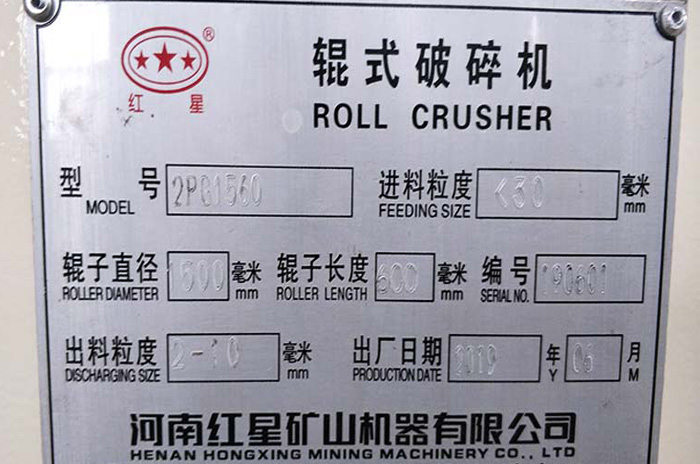 ®
红 星
辊式破碎机
ROLL CRUSHER
型 号 2PG1560 进料粒度 <30 毫米
MODEL FEEDING SIZE mm
辊子直径 1500 毫米 辊子长度 600 毫米 编号 190601
ROLLER DIAMETER mm ROLLER LENGTH mm SERIAL NO.
出料粒度 2-10 毫米 出厂日期 2019 年 06 月
DISCHARGING SIZE mm PRODUCTION DATE Y M
河南红星矿山机器有限公司
HENAN HONGXING MINING MACHINERY CO., LTD